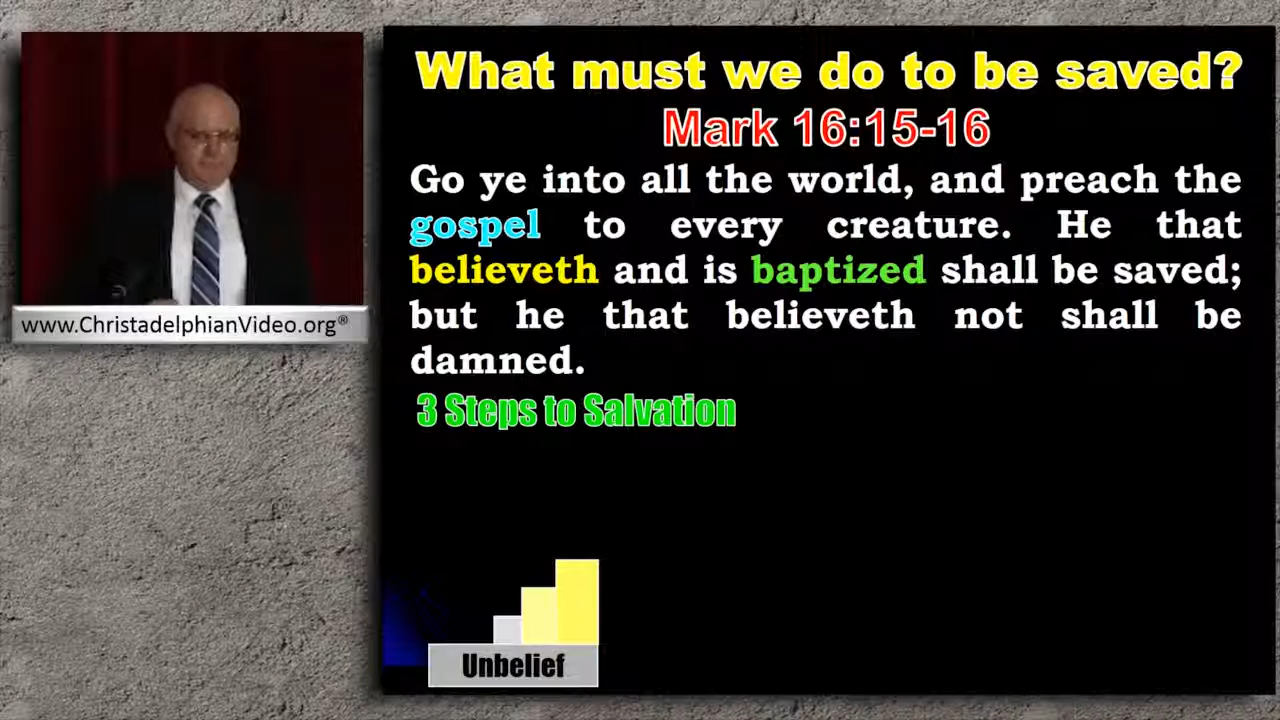 What must we do to be saved?
Mark 16:15-16
Go ye into all the world, and preach the
gospel to every creature. He that
believeth and is baptized shall be saved;
but he that believeth not shall be
damned.
3 Steps to Salvation
Unbelief
www.ChristadelphianVideo.org®